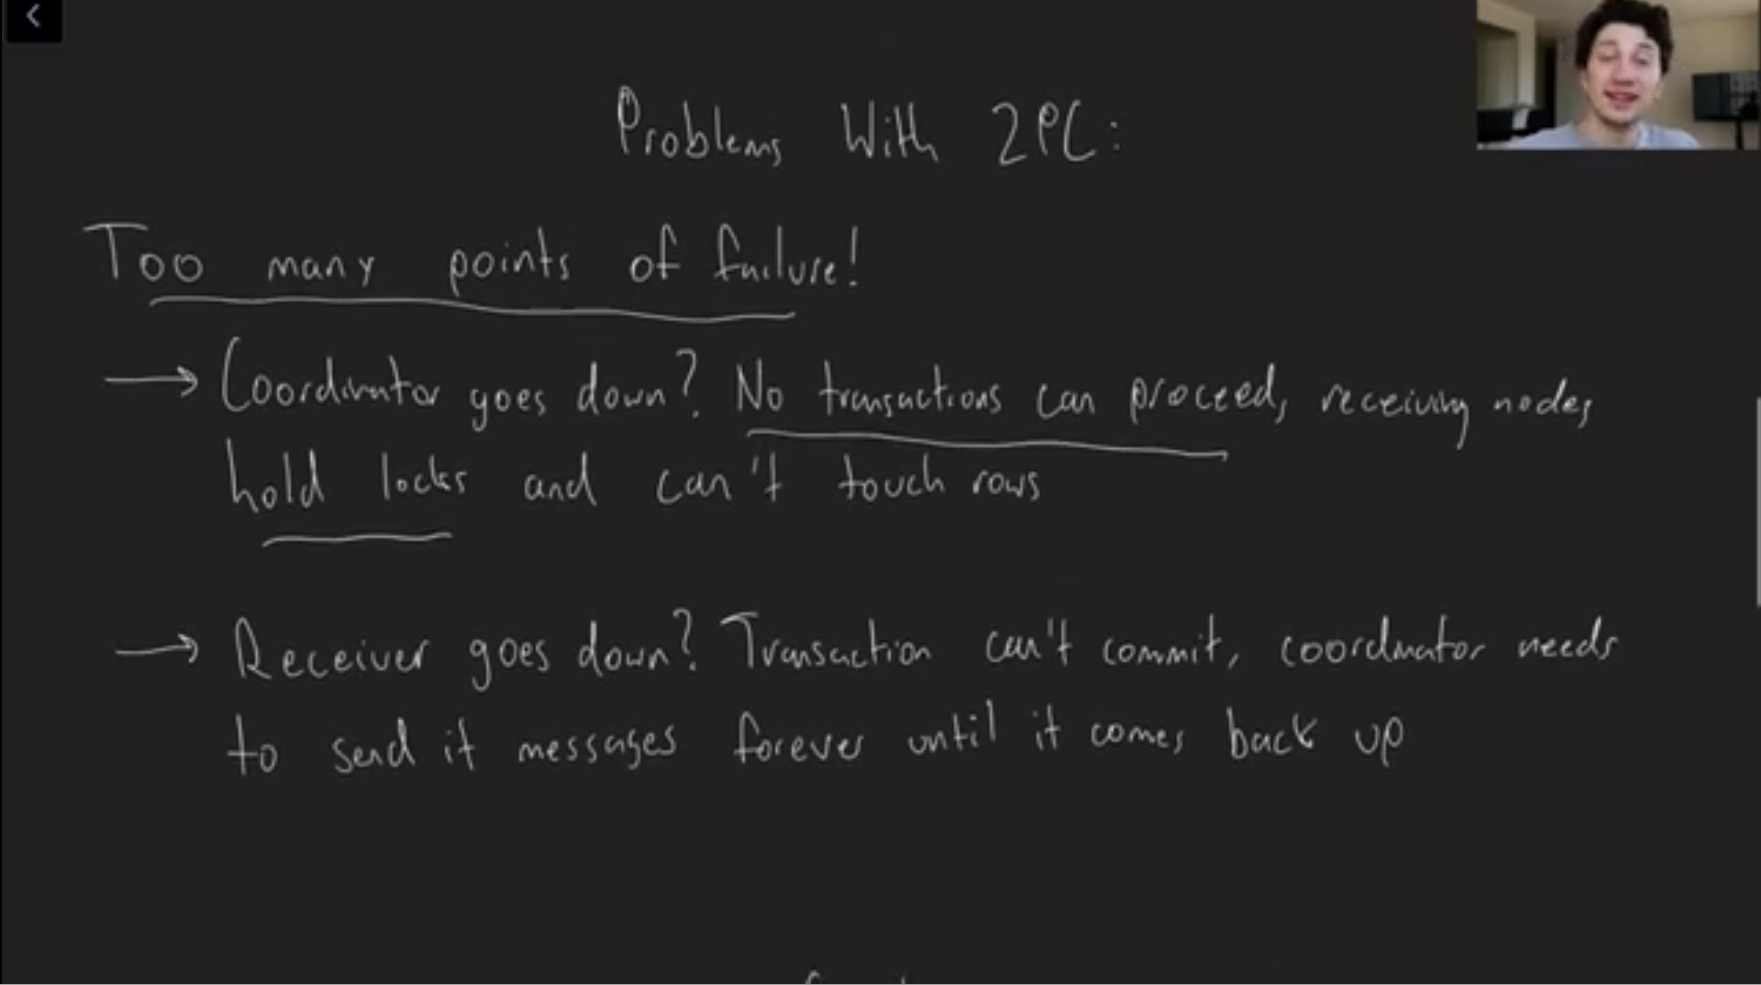 Problems With 2PC:
Too many points of failure!
→ Coordinator goes down? No transactions can proceed, receiving nodes
hold locks and can't touch rows
→ Receiver goes down? Transaction can't commit, coordinator needs
to send it messages forever until it comes back up